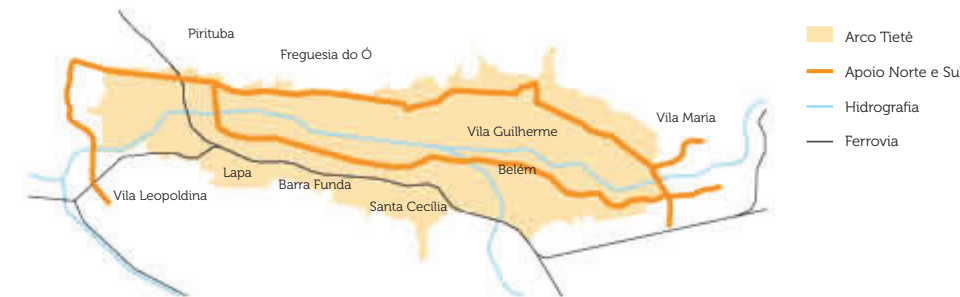 Pirituba
Freguesia do Ó
Vila Guilherme
Vila Maria
Belém
Lapa
Barra Funda
Vila Leopoldina
Santa Cecília
Arco Tietê
Apoio Norte e Sul
Hidrografia
Ferrovia